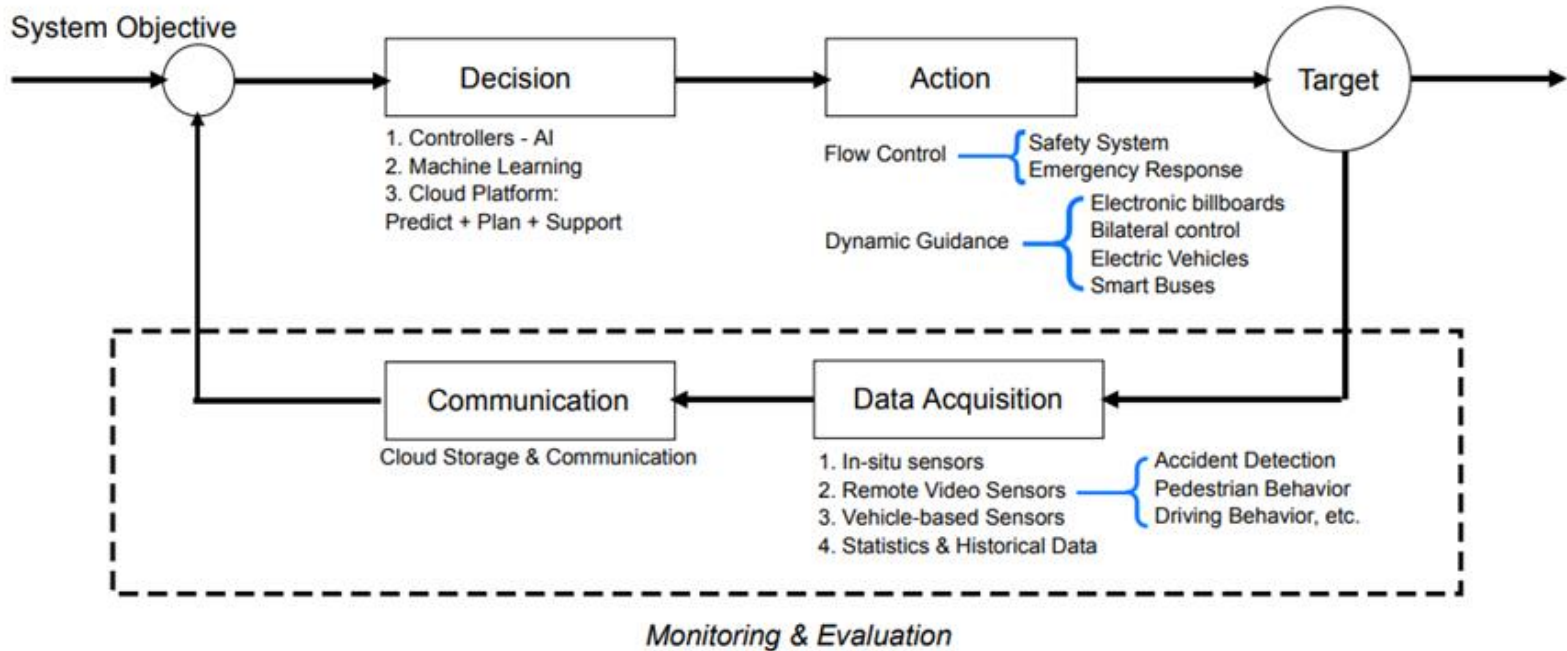 System Objective
Decision
Action
Target
1. Controllers - AI
2. Machine Learning
3. Cloud Platform:
Predict + Plan + Support
Flow Control
Safety System
Emergency Response
Dynamic Guidance
Electronic billboards
Bilateral control
Electric Vehicles
Smart Buses
Communication
Cloud Storage & Communication
Data Acquisition
1. In-situ sensors
2. Remote Video Sensors
3. Vehicle-based Sensors
4. Statistics & Historical Data
Accident Detection
Pedestrian Behavior
Driving Behavior, etc.
Monitoring & Evaluation